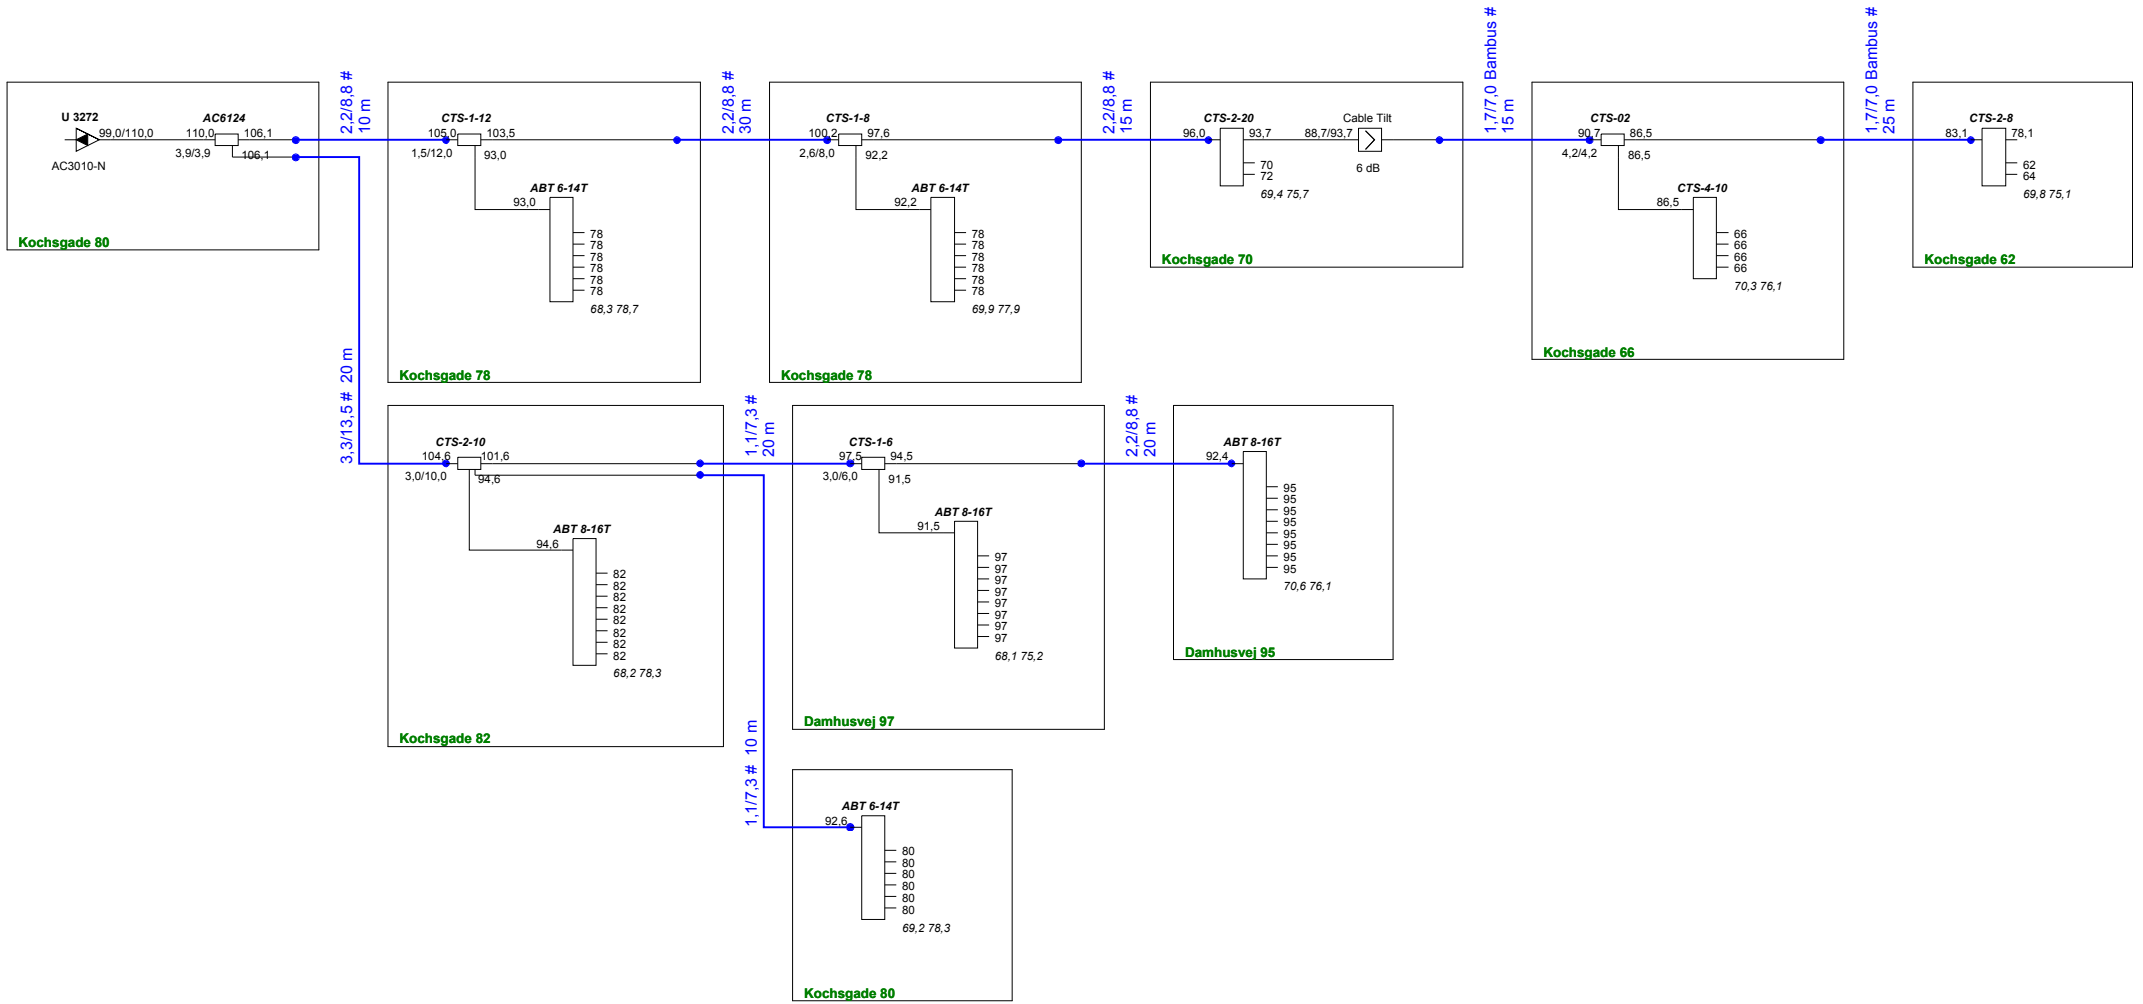 U 3272
99,0/110,0
AC3010-N
AC6124
110,0
106,1
3,9/3,9
106,1
Kochsgade 80
2,2/8,8 #
10 m
CTS-1-12
105,0
103,5
1,5/12,0
93,0
ABT 6-14T
93,0
78
78
78
78
78
78
68,3 78,7
Kochsgade 78
2,2/8,8 #
30 m
CTS-1-8
100,2
97,6
2,6/8,0
92,2
ABT 6-14T
92,2
78
78
78
78
78
78
69,9 77,9
Kochsgade 78
2,2/8,8 #
15 m
CTS-2-20
96,0
93,7
70
72
69,4 75,7
Cable Tilt
88,7/93,7
6 dB
Kochsgade 70
1,7/7,0 Bambus #
15 m
CTS-02
90,7
86,5
4,2/4,2
86,5
CTS-4-10
86,5
66
66
66
66
70,3 76,1
Kochsgade 66
1,7/7,0 Bambus #
25 m
CTS-2-8
83,1
78,1
62
64
69,8 75,1
Kochsgade 62
3,3/13,5 # 20 m
CTS-2-10
104,6
101,6
3,0/10,0
94,6
ABT 8-16T
94,6
82
82
82
82
82
82
82
82
68,2 78,3
Kochsgade 82
1,1/7,3 #
20 m
CTS-1-6
97,5
94,5
3,0/6,0
91,5
ABT 8-16T
91,5
97
97
97
97
97
97
97
97
68,1 75,2
Damhusvej 97
2,2/8,8 #
20 m
ABT 8-16T
92,4
95
95
95
95
95
95
95
95
70,6 76,1
Damhusvej 95
1,1/7,3 # 10 m
ABT 6-14T
92,6
80
80
80
80
80
80
69,2 78,3
Kochsgade 80